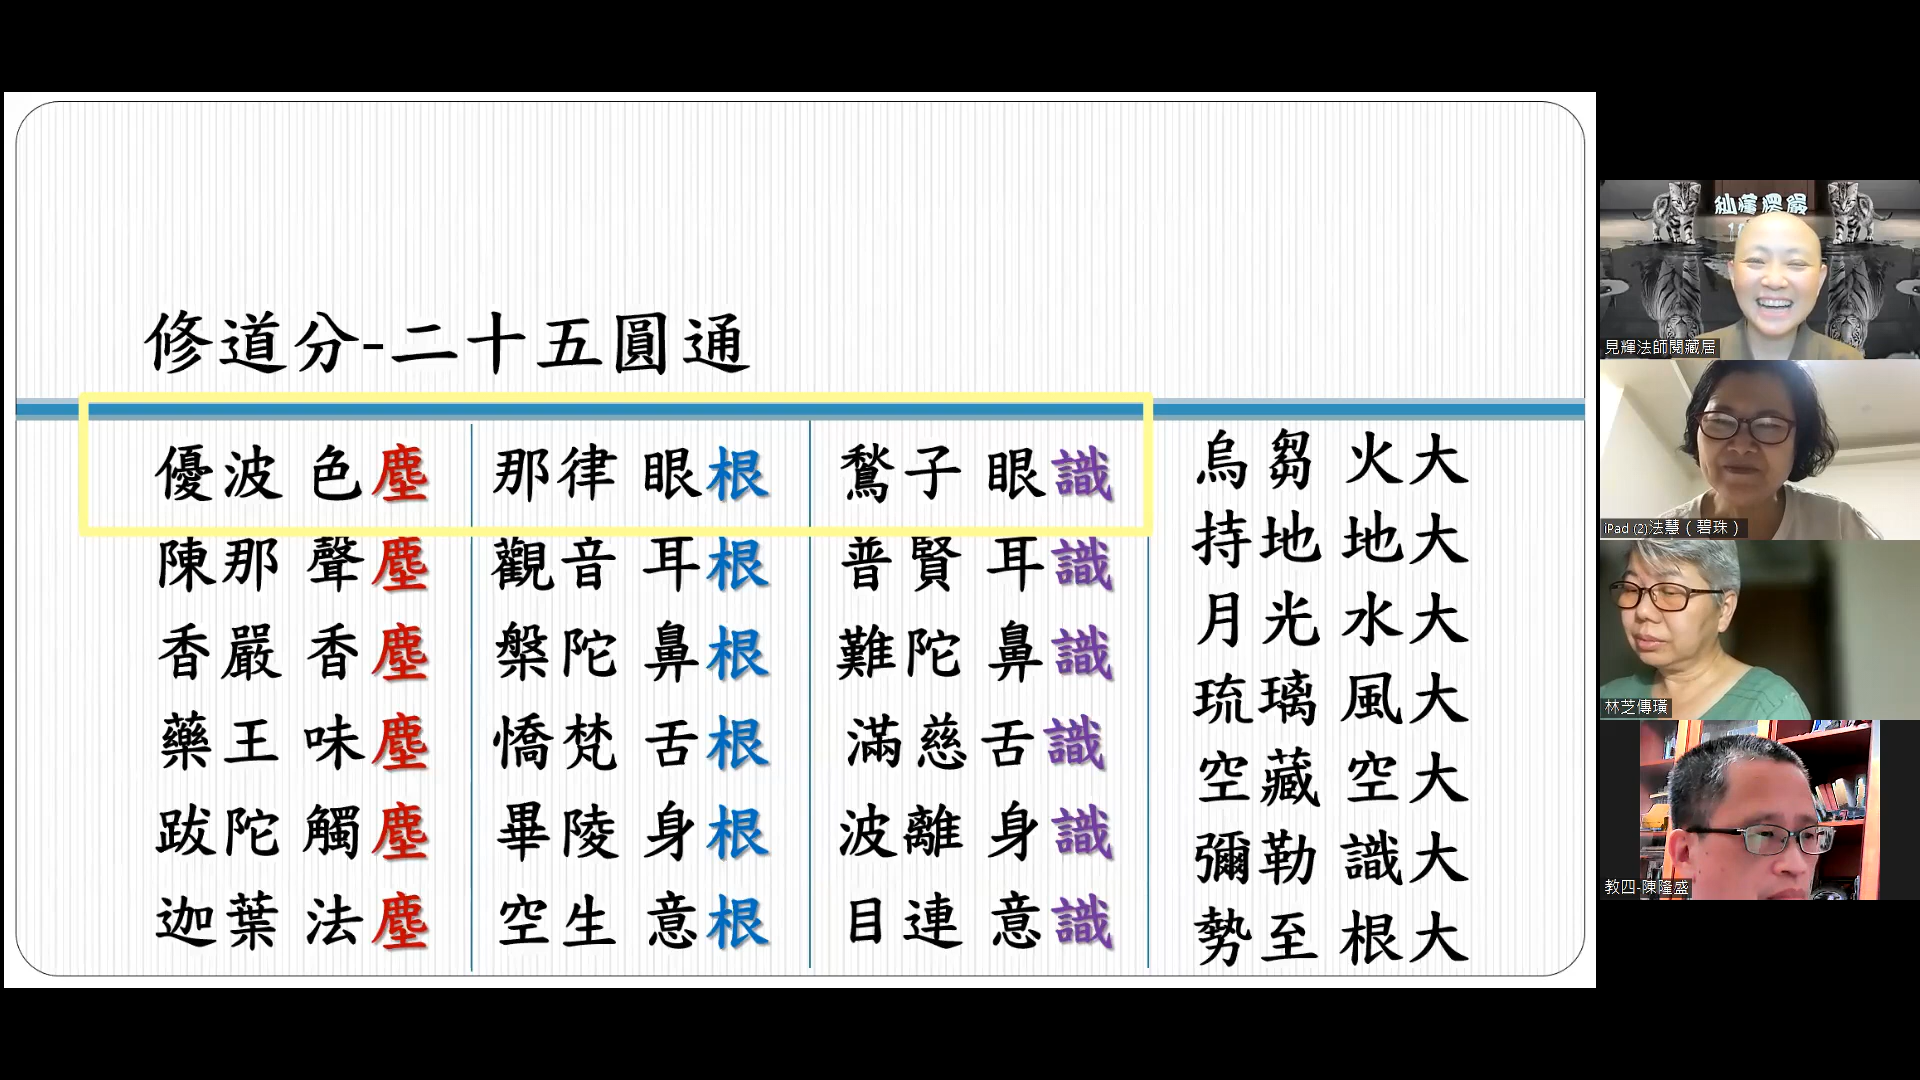 修道分-二十五圓通
優波 色塵 那律 眼根 鶖子 眼識 烏芻 火大
陳那 聲塵 觀音 耳根 普賢 耳識 持地 地大
香嚴 香塵 槃陀 鼻根 難陀 鼻識 月光 水大
藥王 味塵 憍梵 舌根 滿慈 舌識 琉璃 風大
跋陀 觸塵 畢陵 身根 波離 身識 空藏 空大
迦葉 法塵 空生 意根 目連 意識 彌勒 識大
勢至 根大
見輝法師閱藏居
iPad (2)法慧（碧珠）
林芝傳璜
教四-陳隆盛